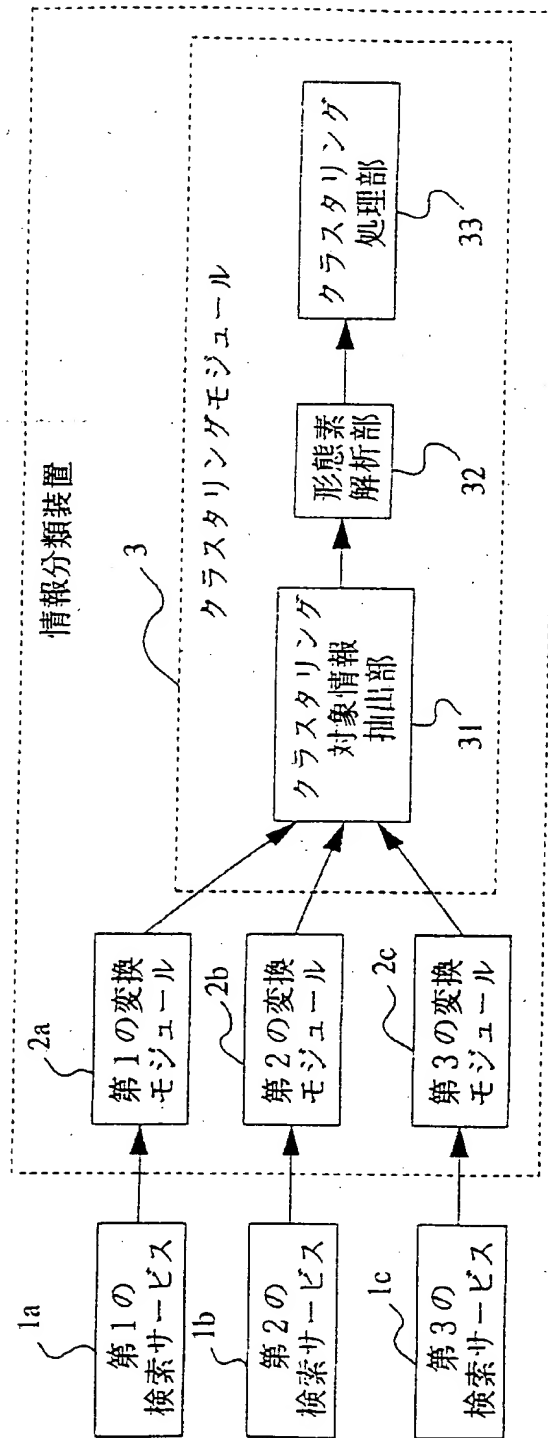 情報分類装置
3
クラスタリングモジュール
1a
第1の
検索サービス
2a
第1の変換
モジュール
1b
第2の
検索サービス
2b
第2の変換
モジュール
1c
第3の
検索サービス
2c
第3の変換
モジュール
クラスタリング
対象情報
抽出部
31
形態素
解析部
32
クラスタリング
処理部
33